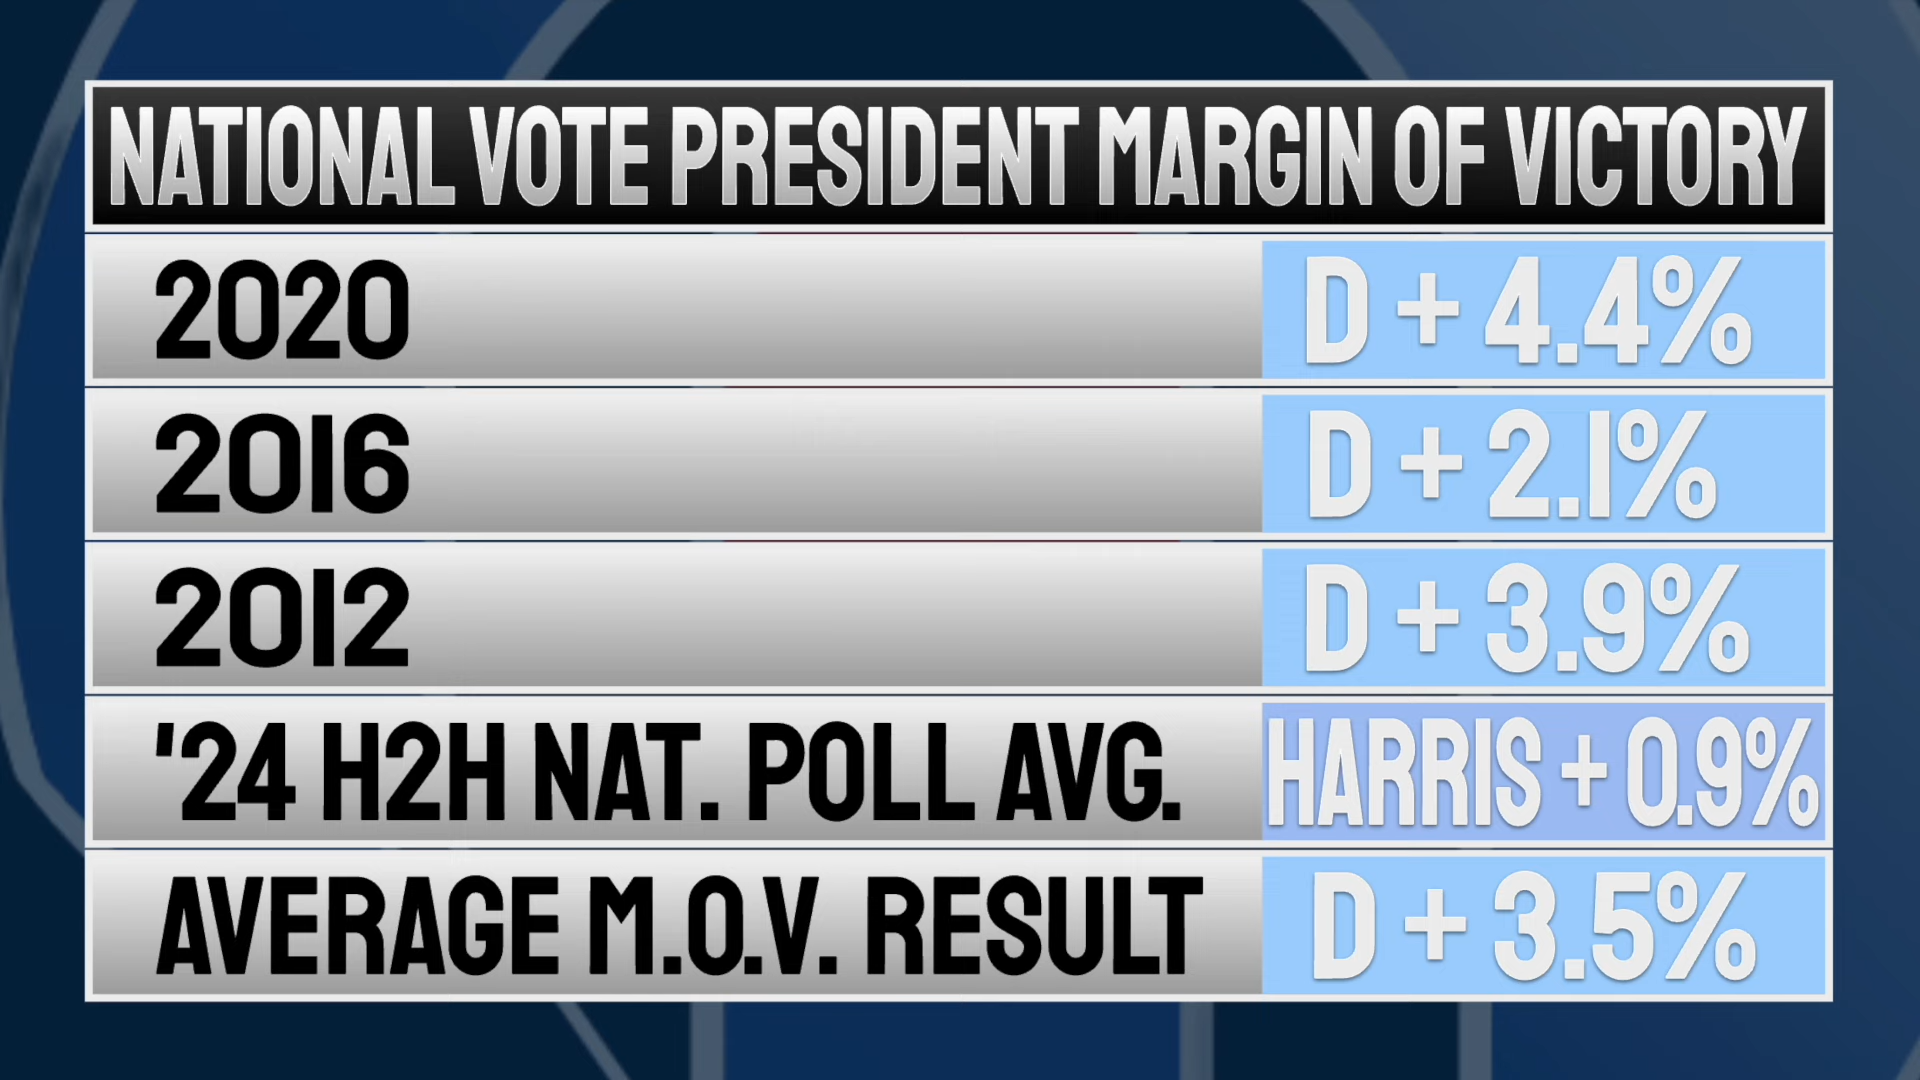 NATIONAL VOTE PRESIDENT MARGIN OF VICTORY
2020 D + 4.4%
2016 D + 2.1%
2012 D + 3.9%
'24 H2H NAT. POLL AVG. HARRIS + 0.9%
AVERAGE M.O.V. RESULT D + 3.5%